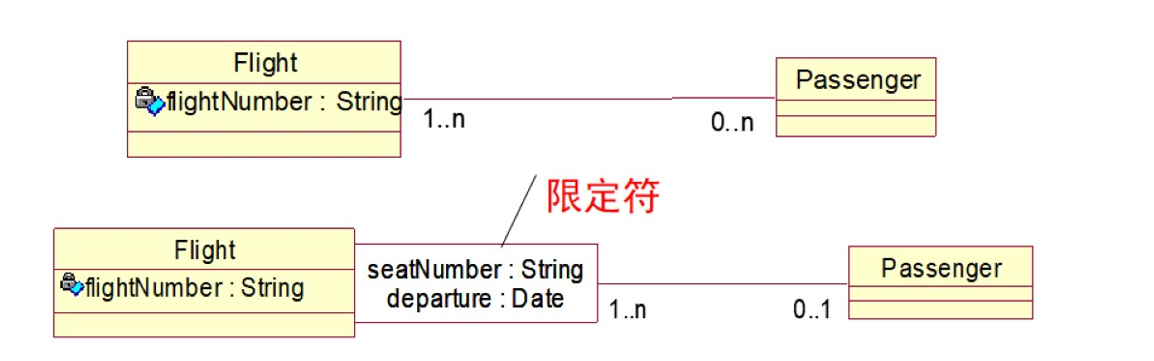 Flight
flightNumber : String
Passenger
1..n
0..n
限定符
Flight
flightNumber : String
seatNumber : String
departure : Date
1..n
0..1
Passenger